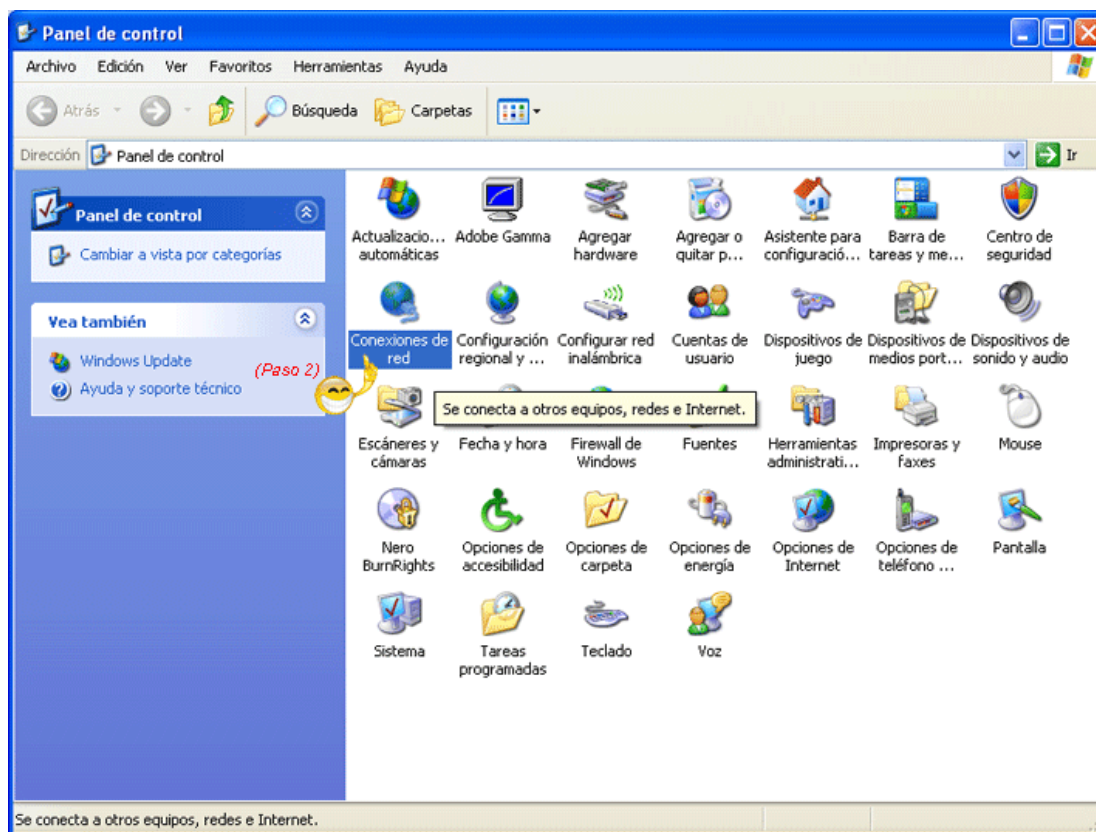 Panel de control
Archivo Edición Ver Favoritos Herramientas Ayuda
Atrás Búsqueda Carpetas
Dirección Panel de control Ir
Panel de control
Cambiar a vista por categorías
Vea también
Windows Update
Ayuda y soporte técnico
(Paso 2)
Actualizacio... Adobe Gamma Agregar Agregar o Asistente para Barra de Centro de
automáticas hardware quitar p... configuració... tareas y me... seguridad
Conexiones de Configuración Configurar red Cuentas de Dispositivos de Dispositivos de Dispositivos de
red regional y ... inalámbrica usuario juego medios port... sonido y audio
Se conecta a otros equipos, redes e Internet.
Escáneres y Fecha y hora Firewall de Fuentes Herramientas Impresoras y Mouse
cámaras Windows administrati... faxes
Nero Opciones de Opciones de Opciones de Opciones de Opciones de Pantalla
BurnRights accesibilidad carpeta energía Internet teléfono ...
Sistema Tareas Teclado Voz
programadas
Se conecta a otros equipos, redes e Internet.